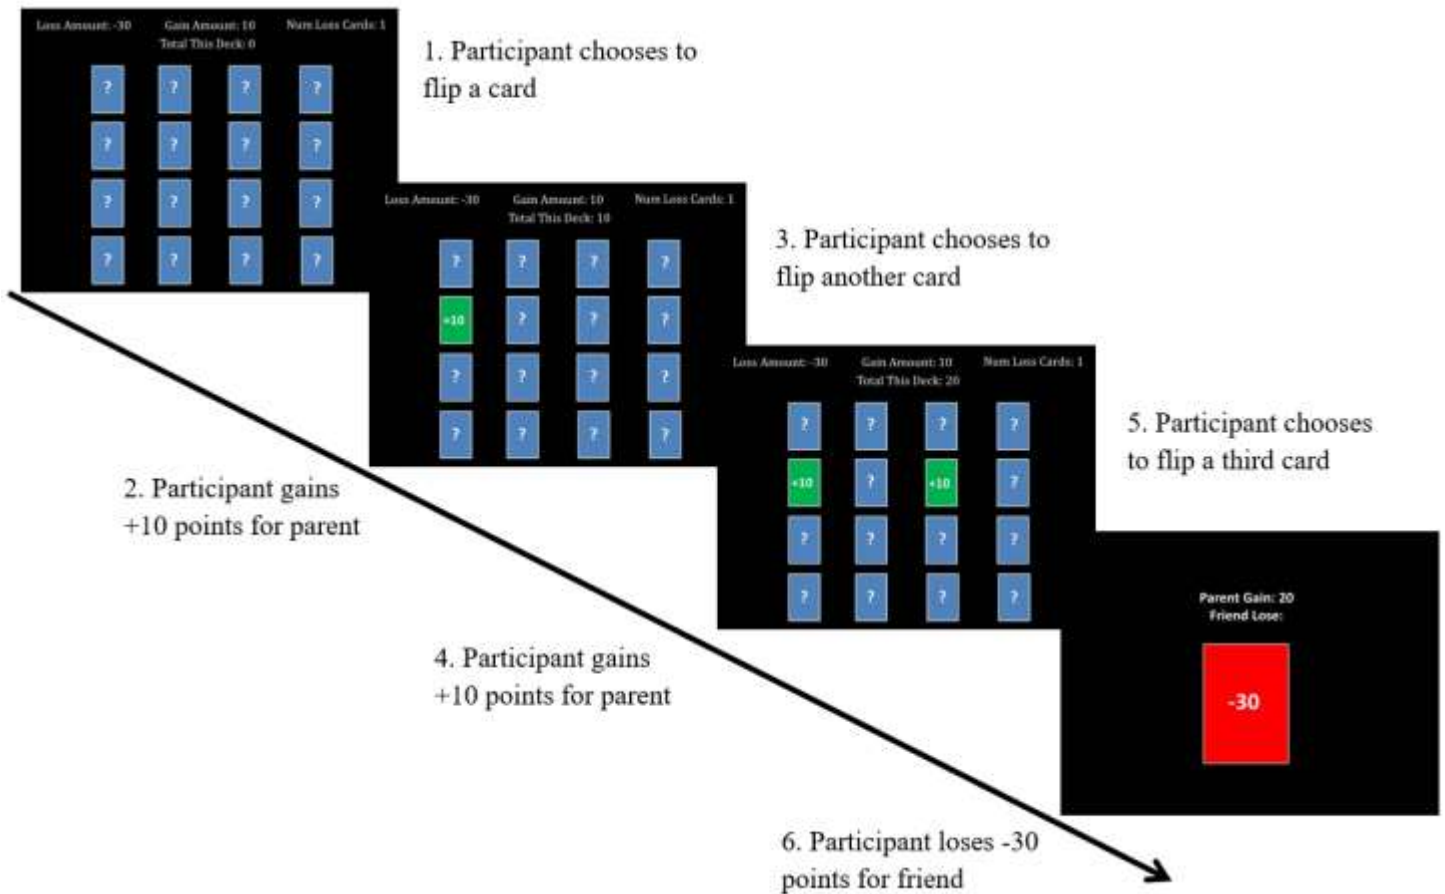 Loss Amount: -30 Gain Amount: 10 Num Loss Cards: 1
Total This Deck: 0
? ? ? ?
? ? ? ?
? ? ? ?
? ? ? ?
1. Participant chooses to
flip a card
2. Participant gains
+10 points for parent
Loss Amount: -30 Gain Amount: 10 Num Loss Cards: 1
Total This Deck: 10
? ? ? ?
+10 ? ? ?
? ? ? ?
? ? ? ?
3. Participant chooses to
flip another card
4. Participant gains
+10 points for parent
Loss Amount: -30 Gain Amount: 10 Num Loss Cards: 1
Total This Deck: 20
? ? ? ?
+10 ? +10 ?
? ? ? ?
? ? ? ?
5. Participant chooses
to flip a third card
Parent Gain: 20
Friend Lose:
-30
6. Participant loses -30
points for friend